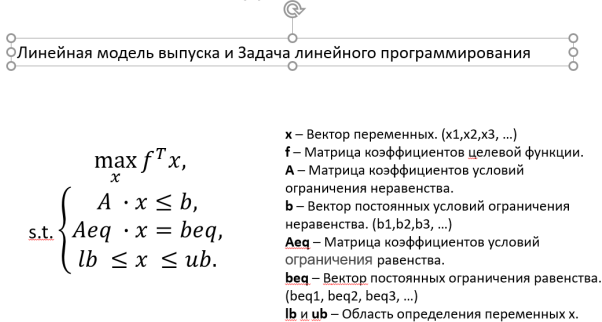 Линейная модель выпуска и Задача линейного программирования
max f^T x,
x
s.t.
A · x ≤ b,
Aeq · x = beq,
lb ≤ x ≤ ub.
x – Вектор переменных. (x1,x2,x3, ...)
f – Матрица коэффициентов целевой функции.
A – Матрица коэффициентов условий
ограничения неравенства.
b – Вектор постоянных условий ограничения
неравенства. (b1,b2,b3, ...)
Aeq – Матрица коэффициентов условий
ограничения равенства.
beq – Вектор постоянных ограничения равенства.
(beq1, beq2, beq3, ...)
lb и ub – Область определения переменных x.